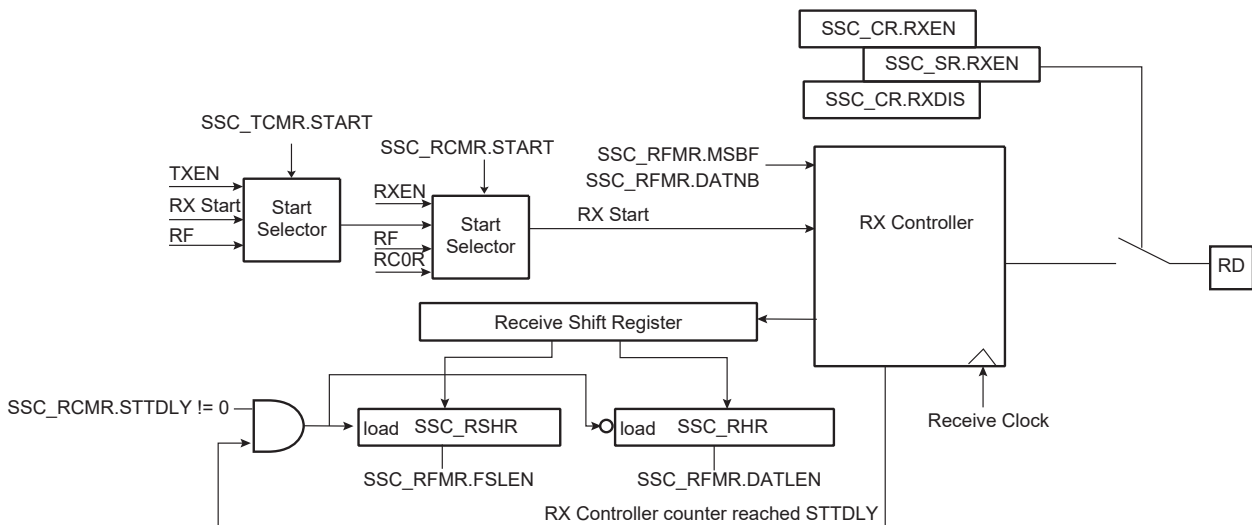 SSC_CR.RXEN
SSC_SR.RXEN
SSC_CR.RXDIS
SSC_TCMR.START
SSC_RCMR.START
SSC_RFMR.MSBF
SSC_RFMR.DATNB
TXEN
RX Start
RF
Start
Selector
RXEN
RF
RC0R
Start
Selector
RX Start
RX Controller
RD
Receive Shift Register
SSC_RCMR.STTDLY != 0
load SSC_RSHR
load SSC_RHR
Receive Clock
SSC_RFMR.FSLEN
SSC_RFMR.DATLEN
RX Controller counter reached STTDLY